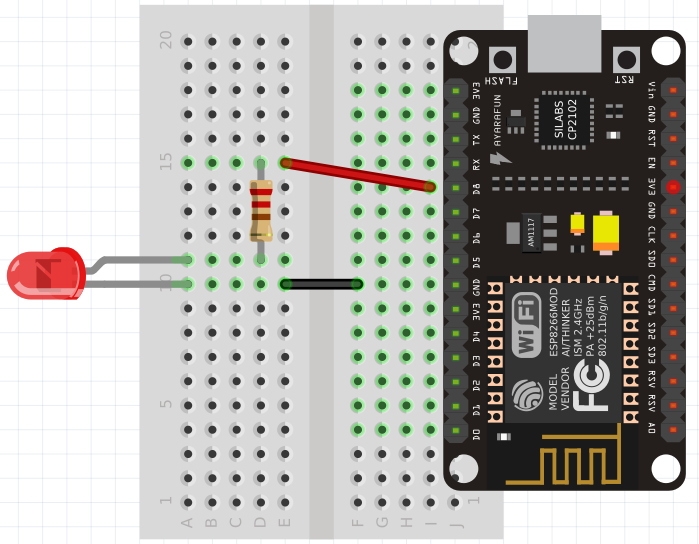 20
15
10
5
1
A
B
C
D
E
F
G
H
I
J
1
FLASH
RST
3V3
GND
TX
RX
D8
D7
D6
D5
GND
3V3
D4
D3
D2
D1
D0
Vin
GND
RST
EN
3V3
GND
CLK
SD0
CMD
SD1
SD2
SD3
RSV
RSV
A0
AYARAFUN
SILABS
CP2102
AM1117
Wi Fi
ESP8266MOD
AI/THINKER
ISM 2.4GHz
PA +25dBm
802.11b/g/n
MODEL
VENDOR
FC